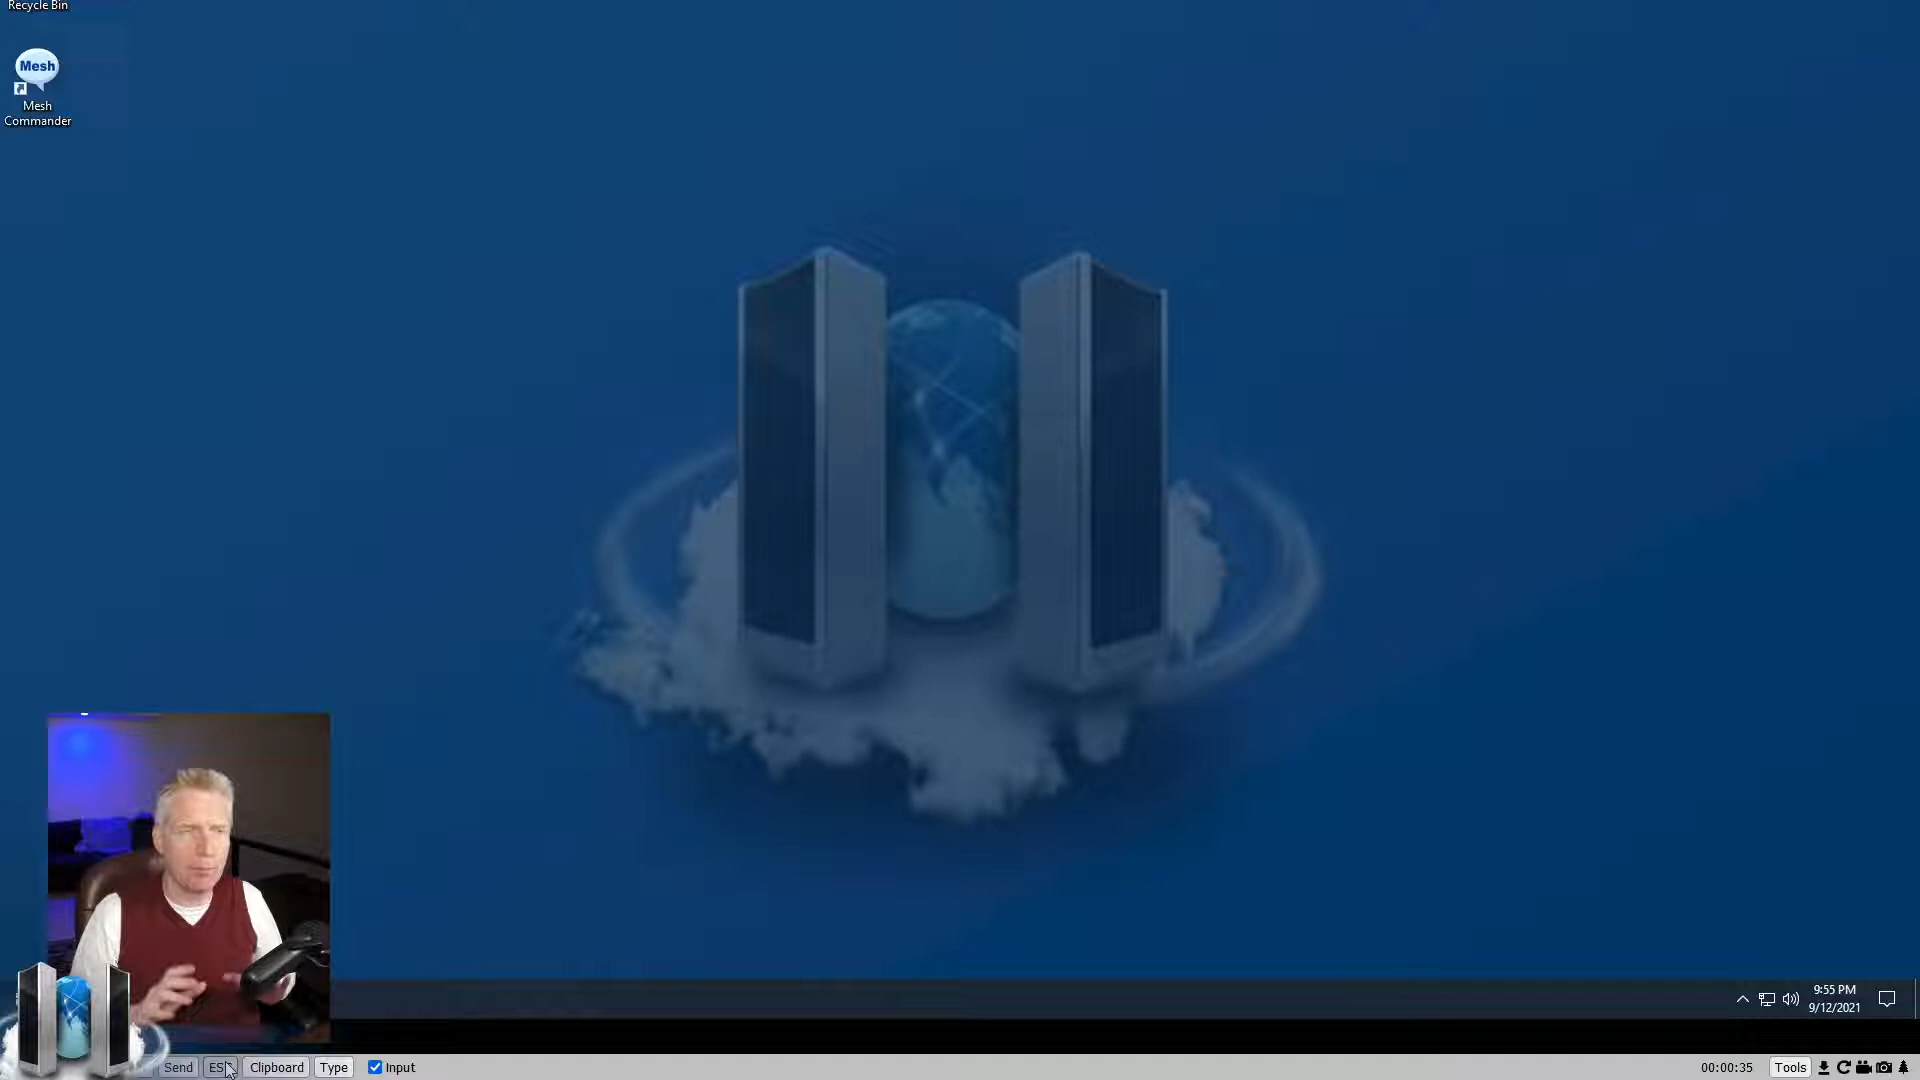 Recycle Bin
Mesh
Mesh
Commander
9:55 PM
9/12/2021
Send
Clipboard
Type
Input
00:00:35
Tools